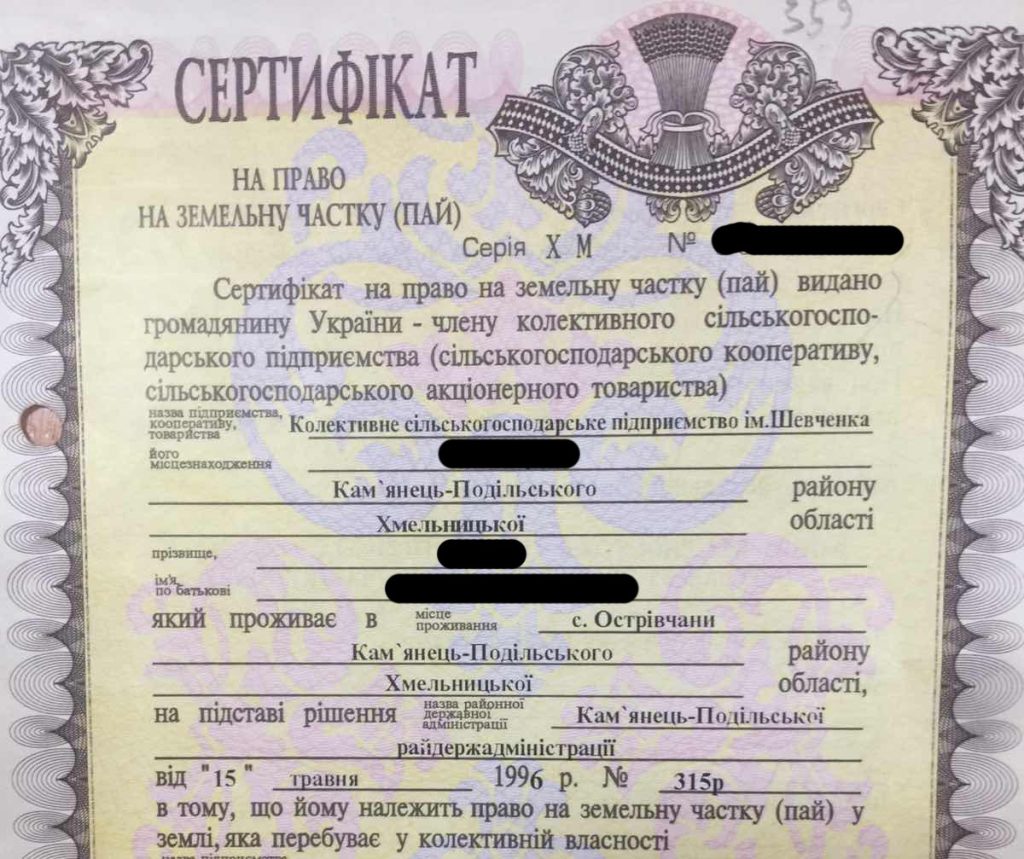 359
СЕРТИФІКАТ
НА ПРАВО
НА ЗЕМЕЛЬНУ ЧАСТКУ (ПАЙ)
Серія Х М №
Сертифікат на право на земельну частку (пай) видано
громадянину України - члену колективного сільськогоспо-
дарського підприємства (сільськогосподарського кооперативу,
сільськогосподарського акціонерного товариства)
назва підприємства,
кооперативу,
товариства
Колективне сільськогосподарське підприємство ім.Шевченка
його
місцезнаходження
Кам`янець-Подільського району
Хмельницької області
прізвище,
ім'я,
по батькові
який проживає в місце
проживання
с. Острівчани
Кам`янець-Подільського району
Хмельницької області,
на підставі рішення назва районної
державної
адміністрації
Кам`янець-Подільської
райдержадміністрації
від "15" травня 1996 р. № 315р
в тому, що йому належить право на земельну частку (пай) у
землі, яка перебуває у колективній власності
назва підприємства